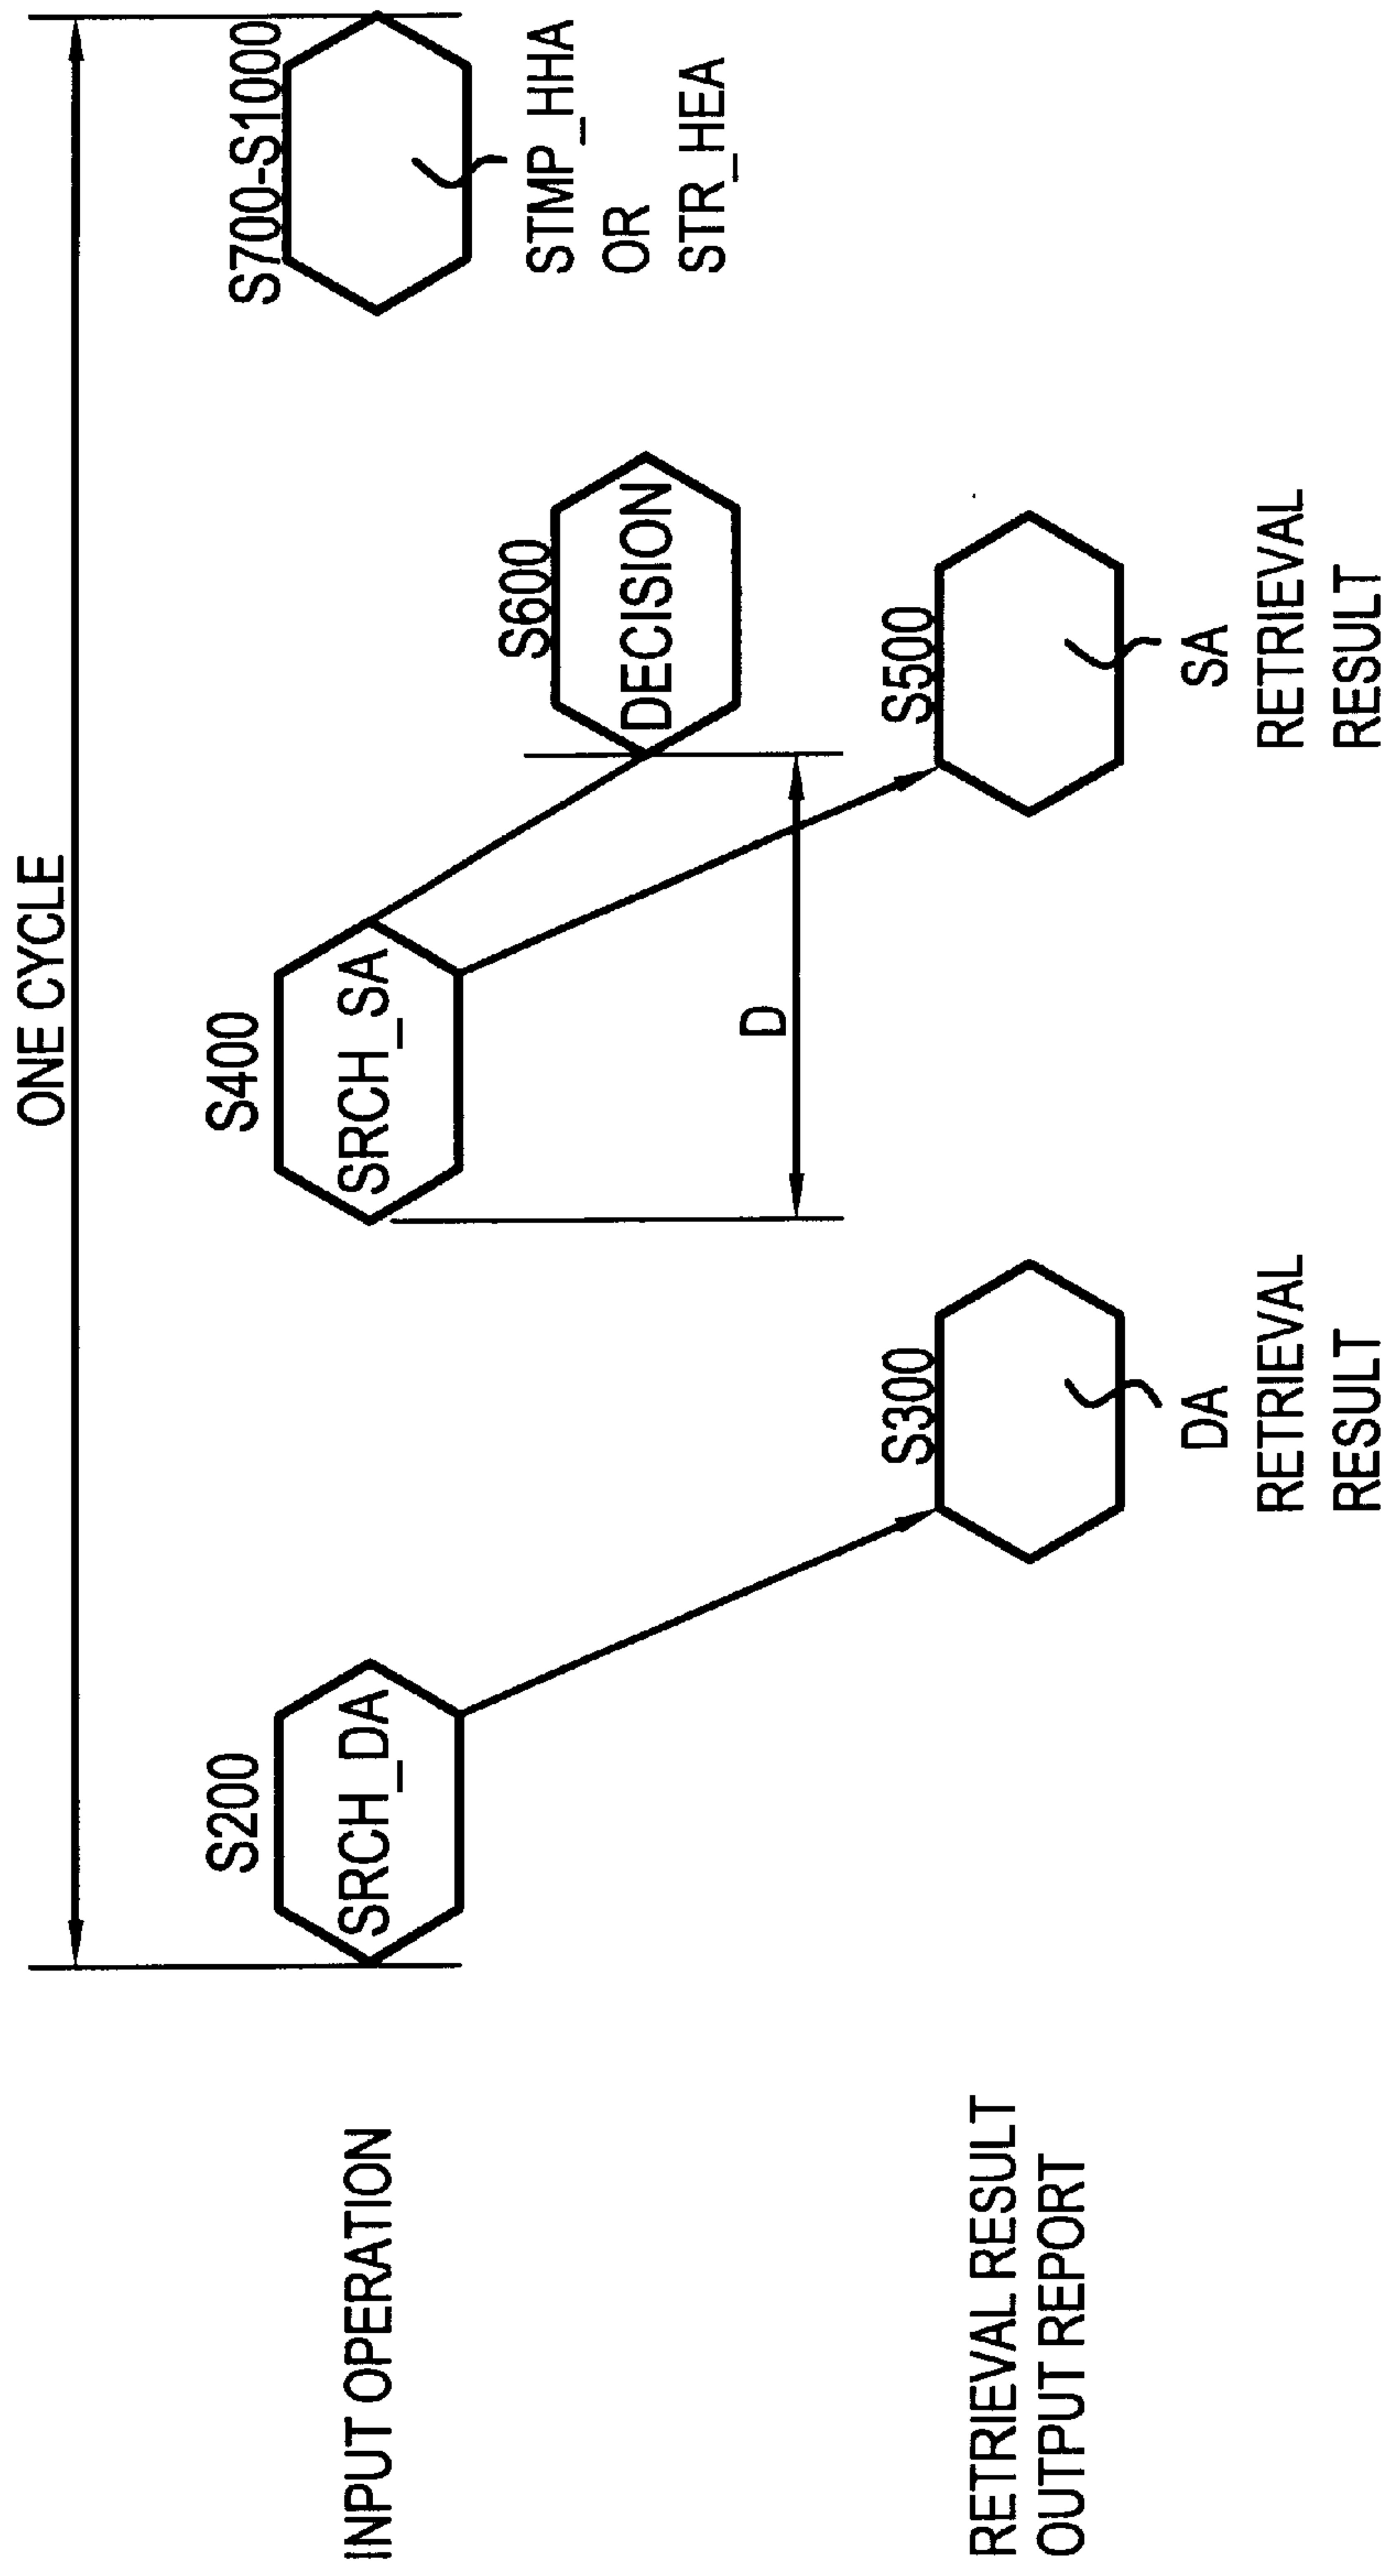 ONE CYCLE
INPUT OPERATION
S200
SRCH_DA
S400
SRCH_SA
S700-S1000
STMP_HHA
OR
STR_HEA
S600
DECISION
D
RETRIEVAL RESULT
OUTPUT REPORT
S300
DA
RETRIEVAL
RESULT
S500
SA
RETRIEVAL
RESULT